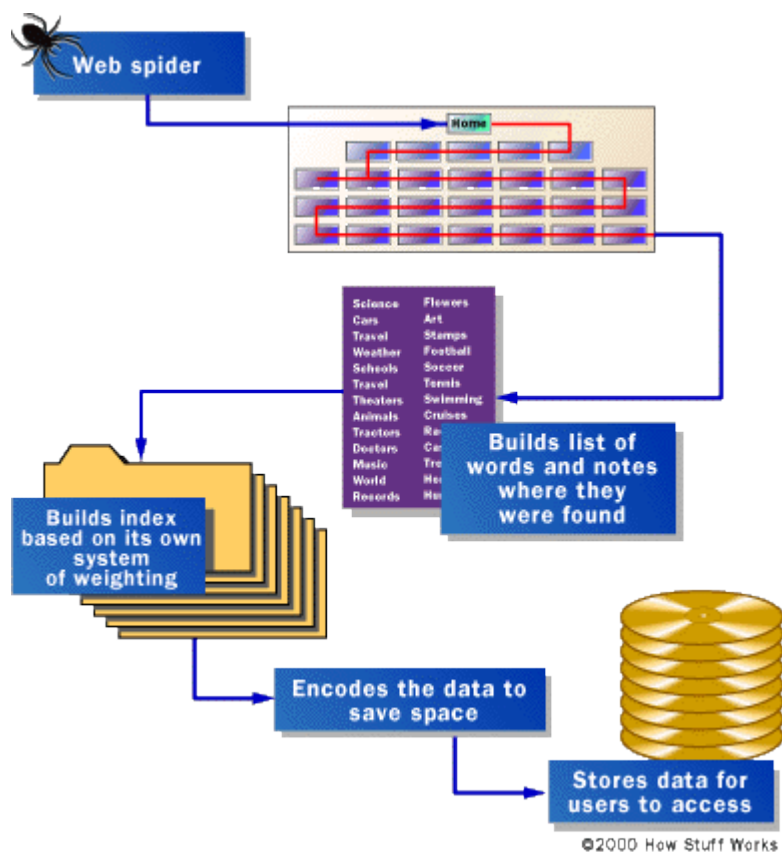 Web spider
Home
Science Flowers
Cars Art
Travel Stamps
Weather Football
Schools Soccer
Travel Tennis
Theaters Swimming
Animals Cruises
Tractors
Doctors
Music
World
Records
Builds list of
words and notes
where they
were found
Builds index
based on its own
system
of weighting
Encodes the data to
save space
Stores data for
users to access
©2000 How Stuff Works